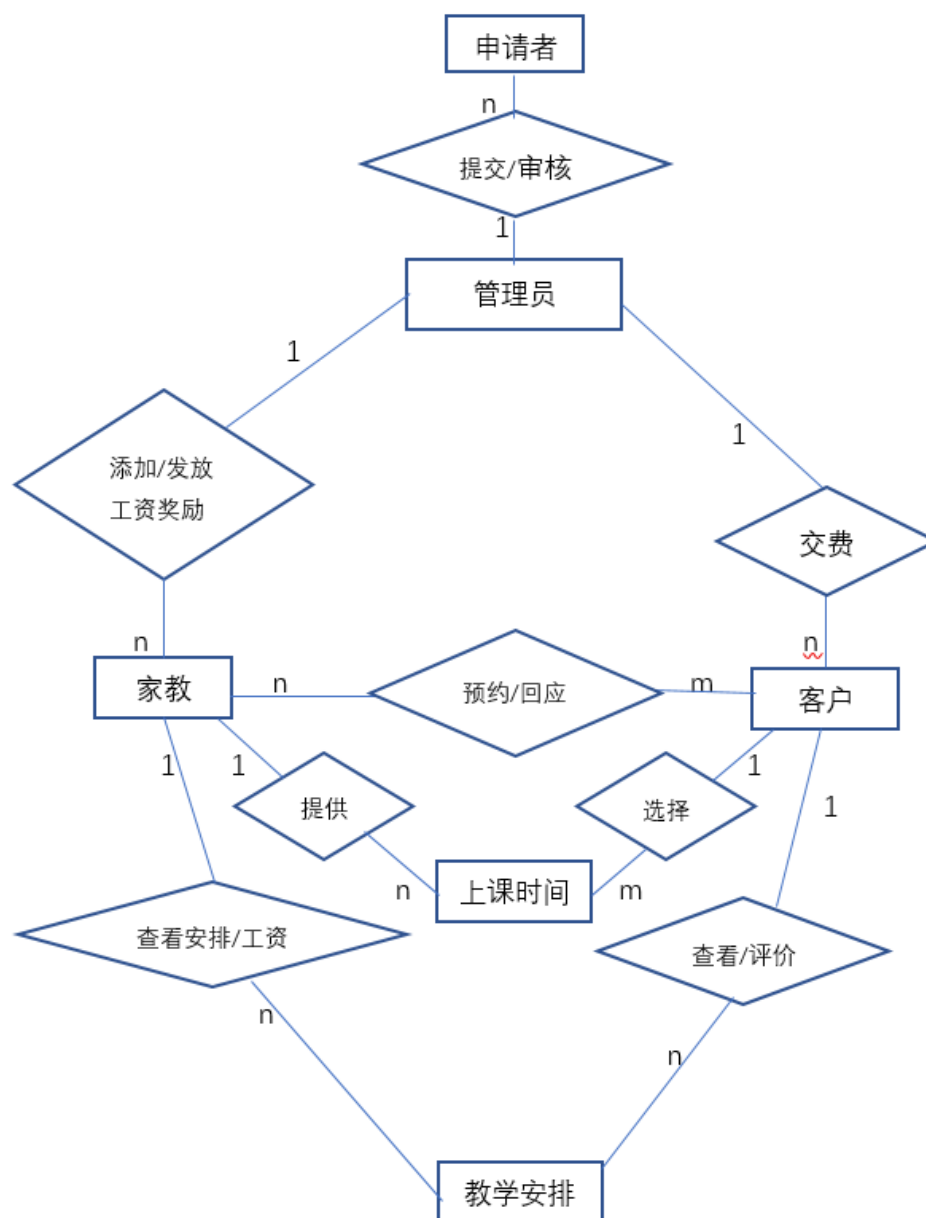 申请者
n
提交/审核
1
管理员
1
1
添加/发放
工资奖励
交费
n
n
家教
n
预约/回应
m
客户
1
1
1
1
提供
选择
n
上课时间
m
查看安排/工资
查看/评价
n
n
教学安排